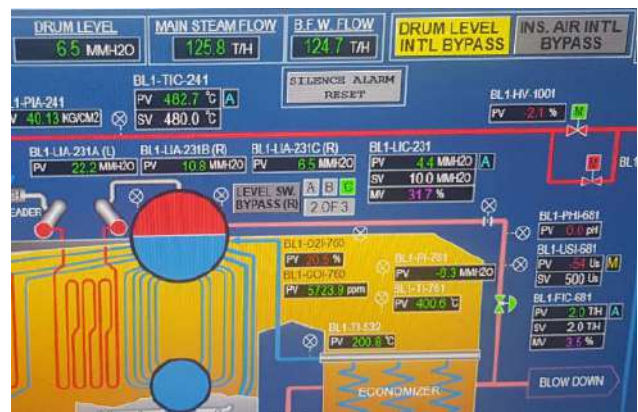 DRUM LEVEL
6.5 MMH2O
MAIN STEAM FLOW
125.8 T/H
B.F.W. FLOW
124.7 T/H
DRUM LEVEL
INTL BYPASS
INS. AIR INTL
BYPASS
SILENCE ALARM
RESET
BL1-TIC-241
PV 482.7 °C A
SV 480.0 °C
BL1-PIA-241
PV 40.13 KG/CM2
BL1-HV-1001
PV -2.1 % M
M
BL1-LIA-231A (L)
PV 22.2 MMH2O
BL1-LIA-231B (R)
PV 10.8 MMH2O
BL1-LIA-231C (R)
PV 6.5 MMH2O
BL1-LIC-231
PV 4.4 MMH2O A
SV 10.0 MMH2O
MV 31.7 %
LEVEL SW.
BYPASS (R)
A B C
2 OF 3
EADER
BL1-O2I-760
PV 20.5 %
BL1-COI-760
PV 5723.9 ppm
BL1-PI-761
PV -6.3 MMH2O
BL1-TI-761
PV 400.6 °C
BL1-TI-532
PV 200.8 °C
ECONOMIZER
BL1-PHI-681
PV 0.0 pH
BL1-USI-681
PV -54 Us M
SV 500 Us
BL1-FIC-681
PV 2.0 T/H A
SV 2.0 T/H
MV 3.5 %
BLOW DOWN